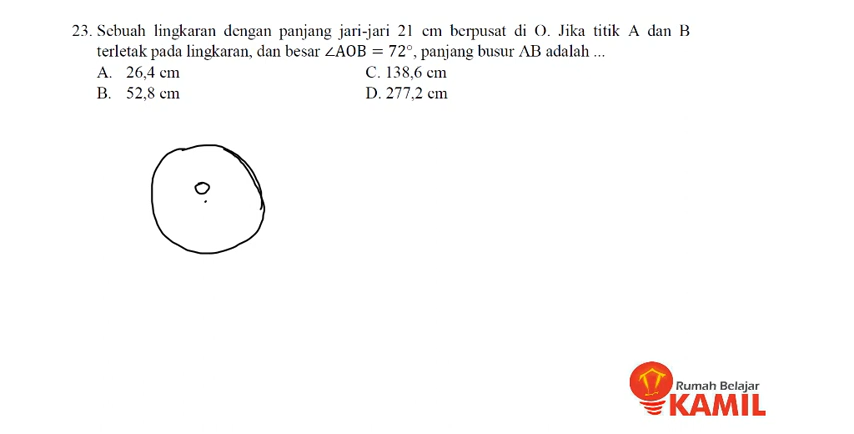 23. Sebuah lingkaran dengan panjang jari-jari 21 cm berpusat di O. Jika titik A dan B
terletak pada lingkaran, dan besar ∠AOB = 72°, panjang busur AB adalah ...
A. 26,4 cm
C. 138,6 cm
B. 52,8 cm
D. 277,2 cm
O
Rumah Belajar
KAMIL